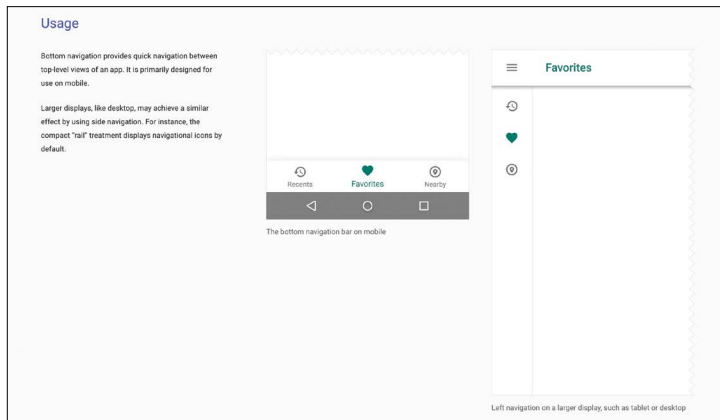 Usage
Bottom navigation provides quick navigation between
top-level views of an app. It is primarily designed for
use on mobile.
Larger displays, like desktop, may achieve a similar
effect by using side navigation. For instance, the
compact "rail" treatment displays navigational icons by
default.
Recents
Favorites
Nearby
The bottom navigation bar on mobile
Favorites
Left navigation on a larger display, such as tablet or desktop